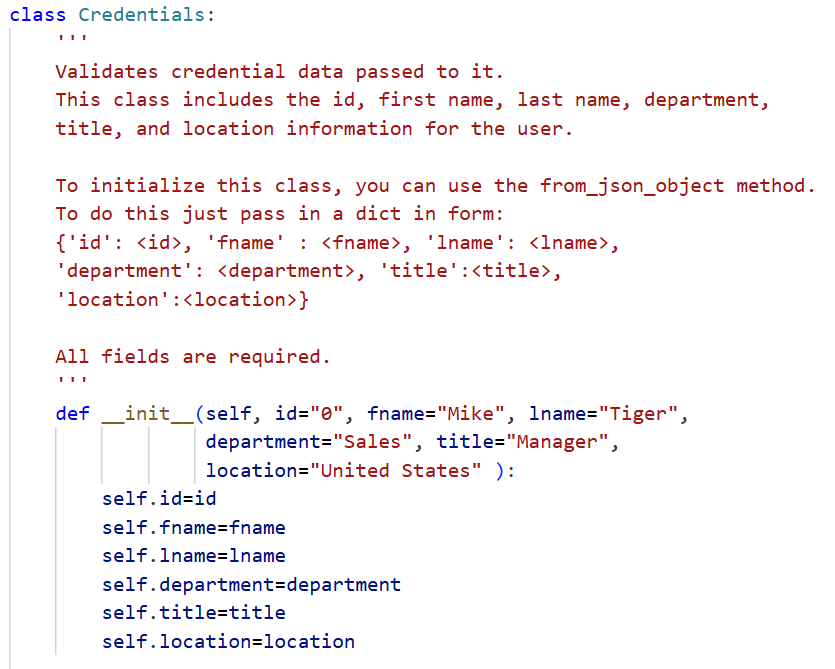 class Credentials:
'''
Validates credential data passed to it.
This class includes the id, first name, last name, department,
title, and location information for the user.
To initialize this class, you can use the from_json_object method.
To do this just pass in a dict in form:
{'id': <id>, 'fname' : <fname>, 'lname': <lname>,
'department': <department>, 'title':<title>,
'location':<location>}
All fields are required.
'''
def __init__(self, id="0", fname="Mike", lname="Tiger",
department="Sales", title="Manager",
location="United States" ):
self.id=id
self.fname=fname
self.lname=lname
self.department=department
self.title=title
self.location=location